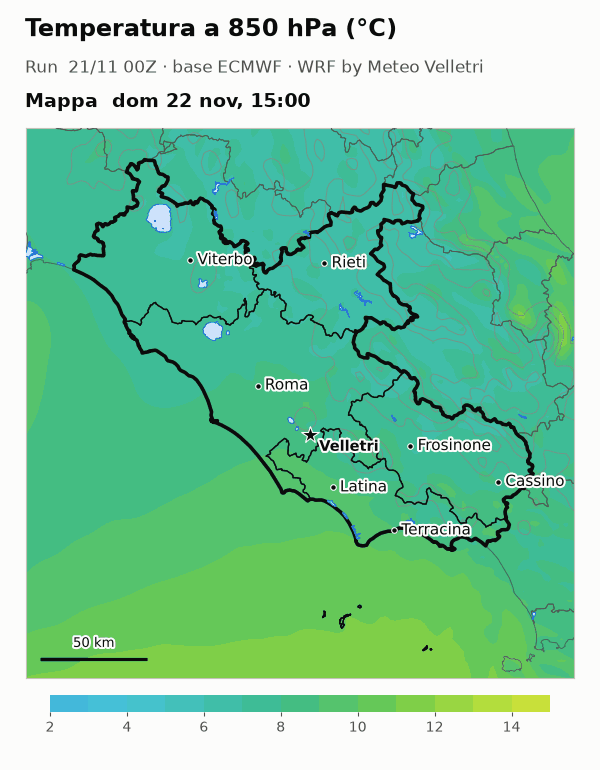 Temperatura a 850 hPa (°C)
Run 21/11 00Z · base ECMWF · WRF by Meteo Velletri
Mappa dom 22 nov, 15:00
Viterbo
Rieti
Roma
Velletri
Frosinone
Latina
Cassino
Terracina
50 km
2 4 6 8 10 12 14